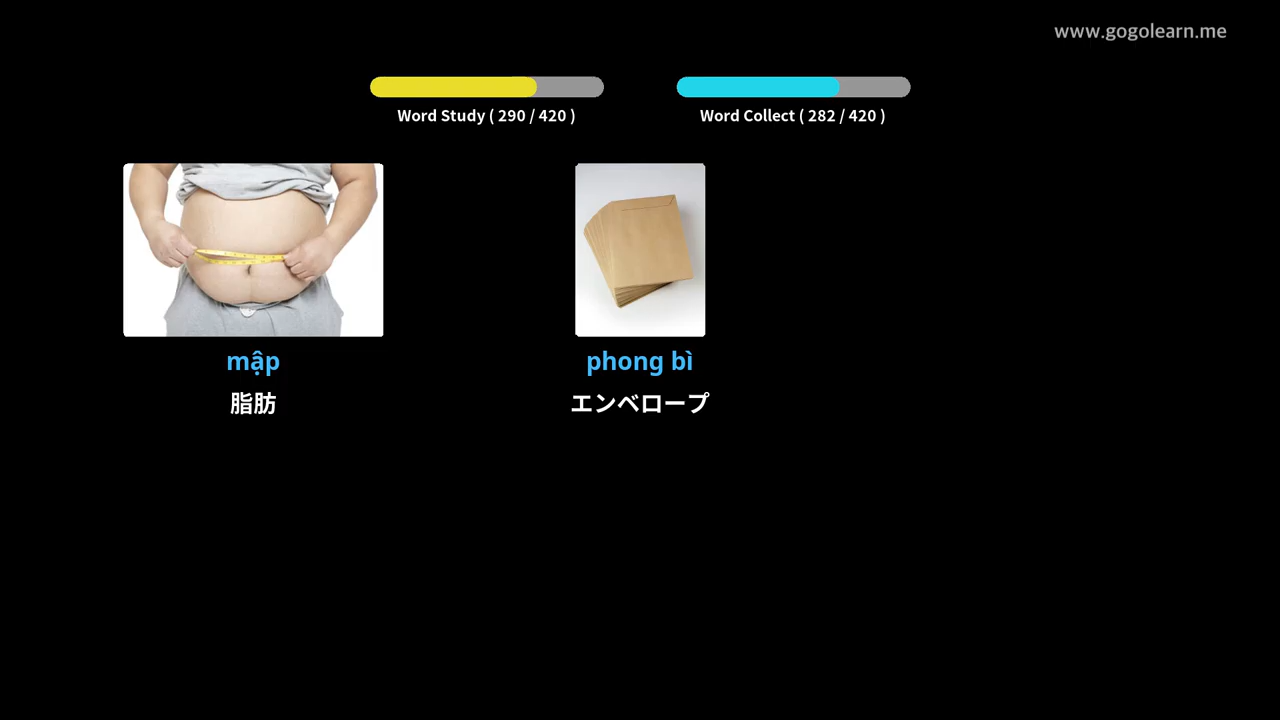 www.gogolearn.me
Word Study ( 290 / 420 )
Word Collect ( 282 / 420 )
mập
phong bì
脂肪
エンベロープ